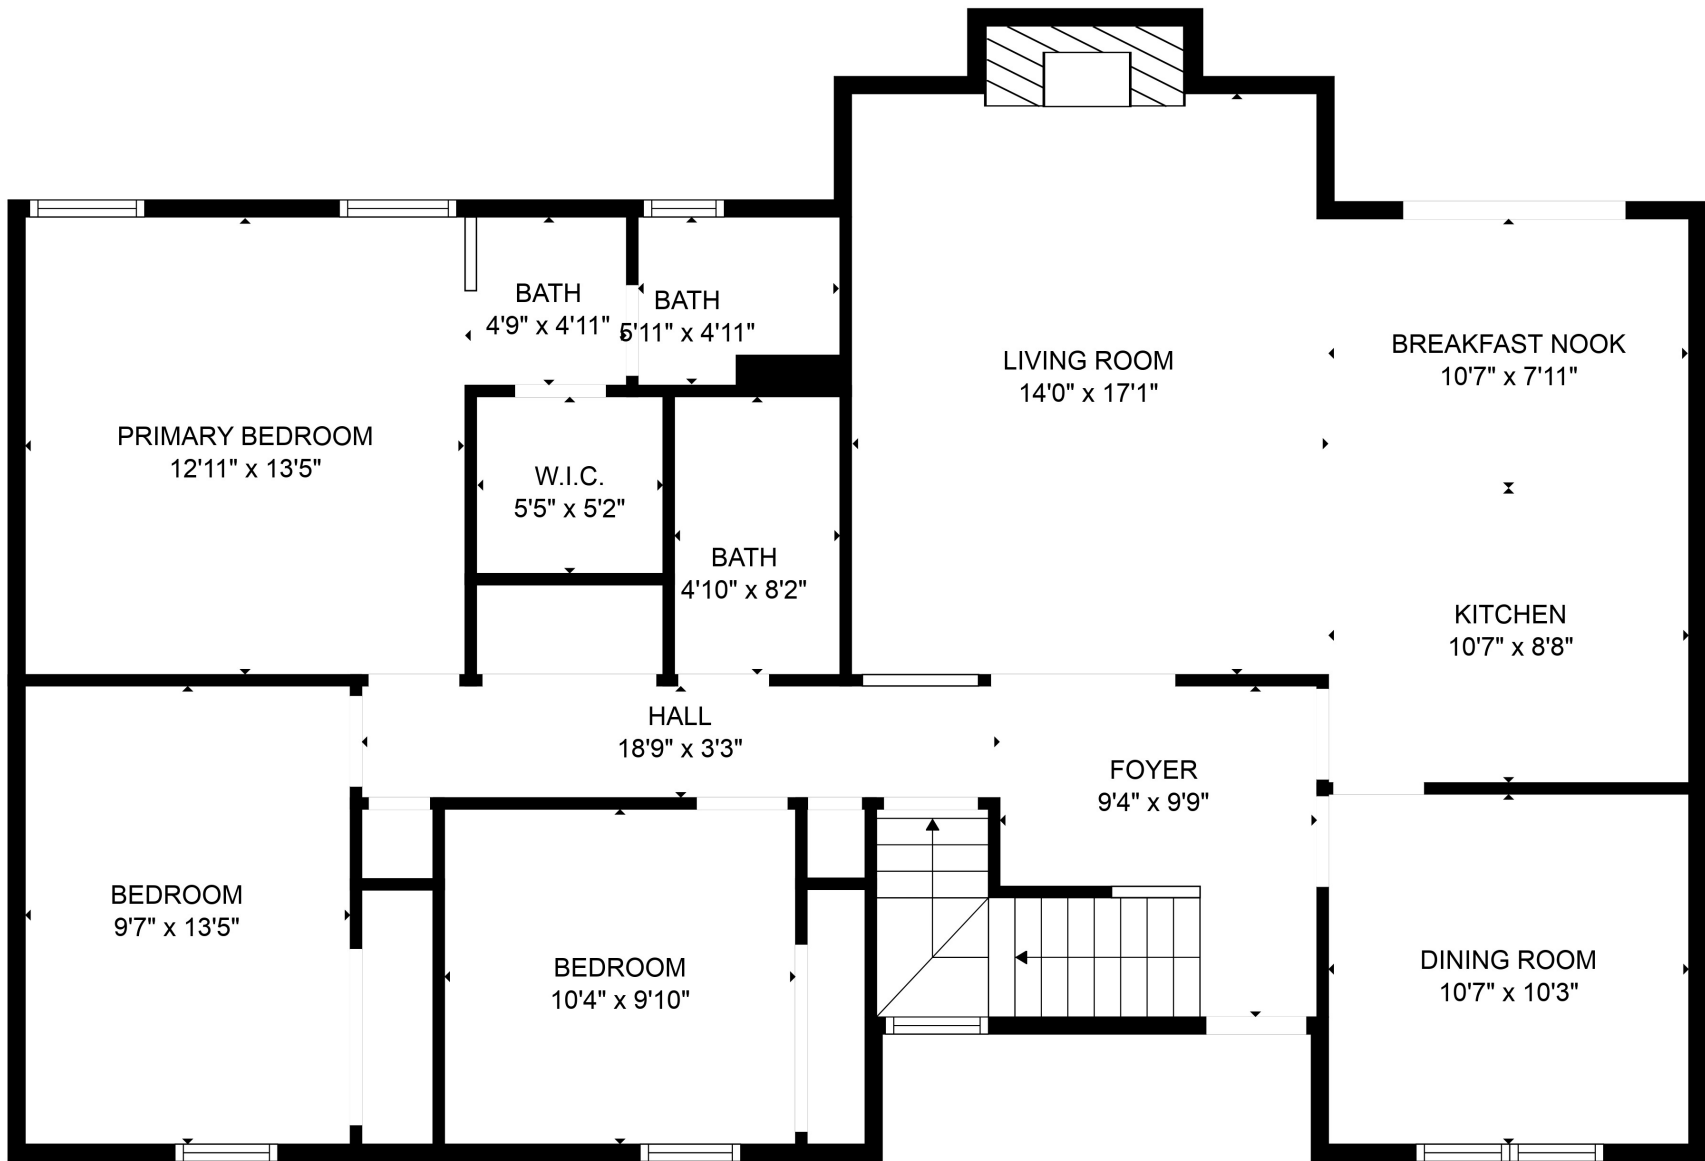 BATH
4'9" x 4'11"
BATH
5'11" x 4'11"
LIVING ROOM
14'0" x 17'1"
BREAKFAST NOOK
10'7" x 7'11"
PRIMARY BEDROOM
12'11" x 13'5"
W.I.C.
5'5" x 5'2"
BATH
4'10" x 8'2"
KITCHEN
10'7" x 8'8"
HALL
18'9" x 3'3"
FOYER
9'4" x 9'9"
BEDROOM
9'7" x 13'5"
BEDROOM
10'4" x 9'10"
DINING ROOM
10'7" x 10'3"